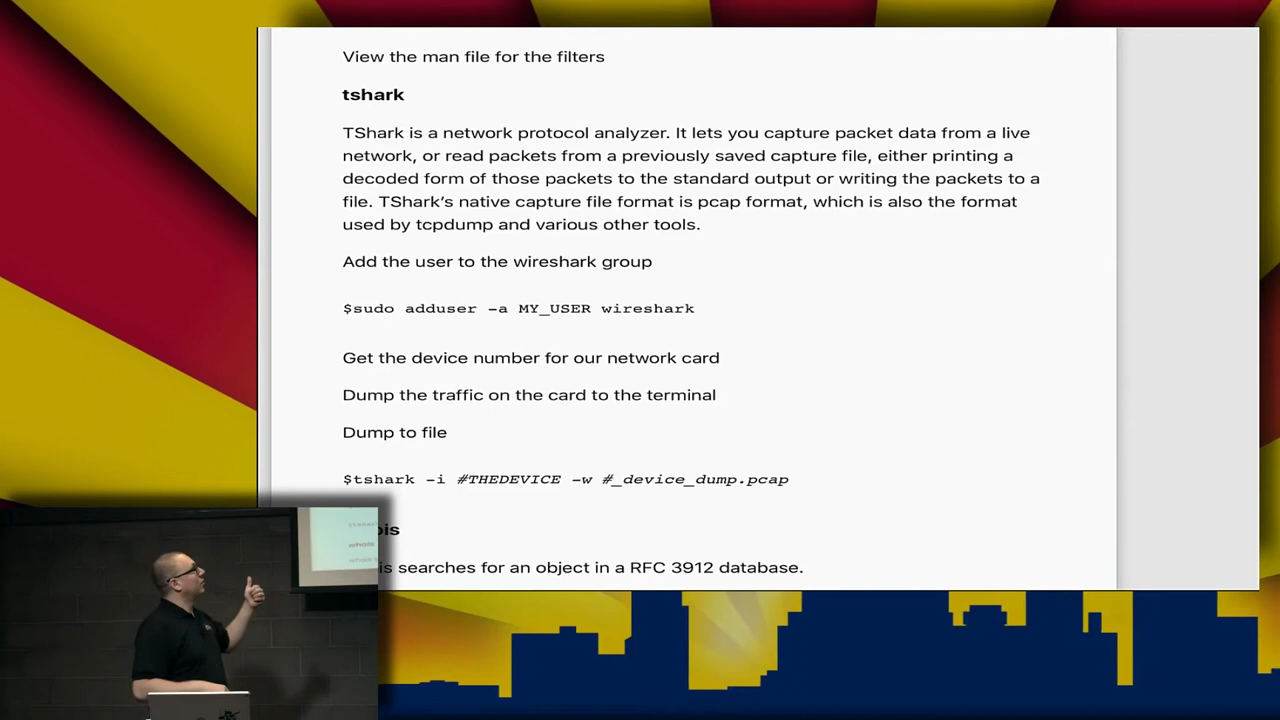 View the man file for the filters
tshark
TShark is a network protocol analyzer. It lets you capture packet data from a live
network, or read packets from a previously saved capture file, either printing a
decoded form of those packets to the standard output or writing the packets to a
file. TShark's native capture file format is pcap format, which is also the format
used by tcpdump and various other tools.
Add the user to the wireshark group
$sudo adduser -a MY_USER wireshark
Get the device number for our network card
Dump the traffic on the card to the terminal
Dump to file
$tshark -i #THEDEVICE -w #_device_dump.pcap
ois
is searches for an object in a RFC 3912 database.
whois